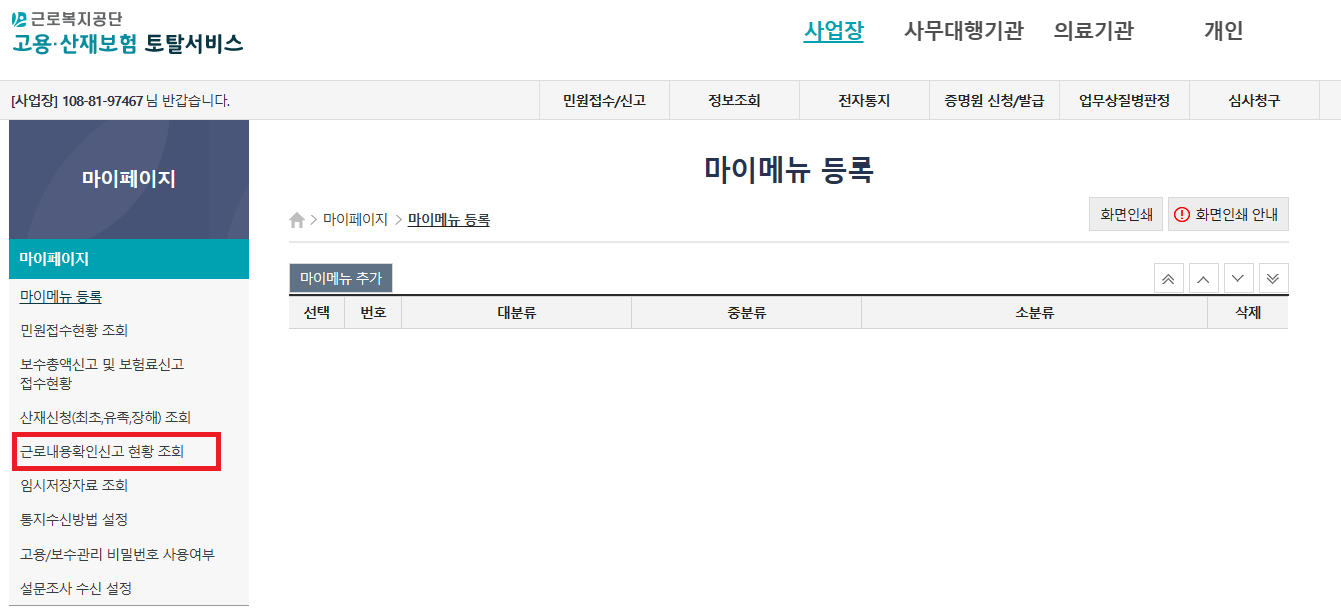 근로복지공단
고용·산재보험 토탈서비스
사업장 사무대행기관 의료기관 개인
[사업장] 108-81-97467 님 반갑습니다.
민원접수/신고 정보조회 전자통지 증명원 신청/발급 업무상질병판정 심사청구
마이페이지
마이페이지
마이메뉴 등록
민원접수현황 조회
보수총액신고 및 보험료신고
접수현황
산재신청(최초,유족,장해) 조회
근로내용확인신고 현황 조회
임시저장자료 조회
통지수신방법 설정
고용/보수관리 비밀번호 사용여부
설문조사 수신 설정
마이메뉴 등록
> 마이페이지 > 마이메뉴 등록
화면인쇄 화면인쇄 안내
마이메뉴 추가
선택 번호 대분류 중분류 소분류 삭제